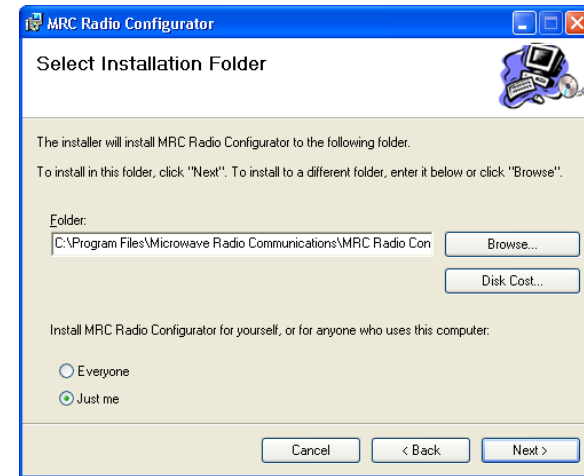 MRC Radio Configurator
Select Installation Folder
The installer will install MRC Radio Configurator to the following folder.
To install in this folder, click "Next". To install to a different folder, enter it below or click "Browse".
Folder:
C:\Program Files\Microwave Radio Communications\MRC Radio Con
Browse...
Disk Cost...
Install MRC Radio Configurator for yourself, or for anyone who uses this computer:
Everyone
Just me
Cancel
< Back
Next >